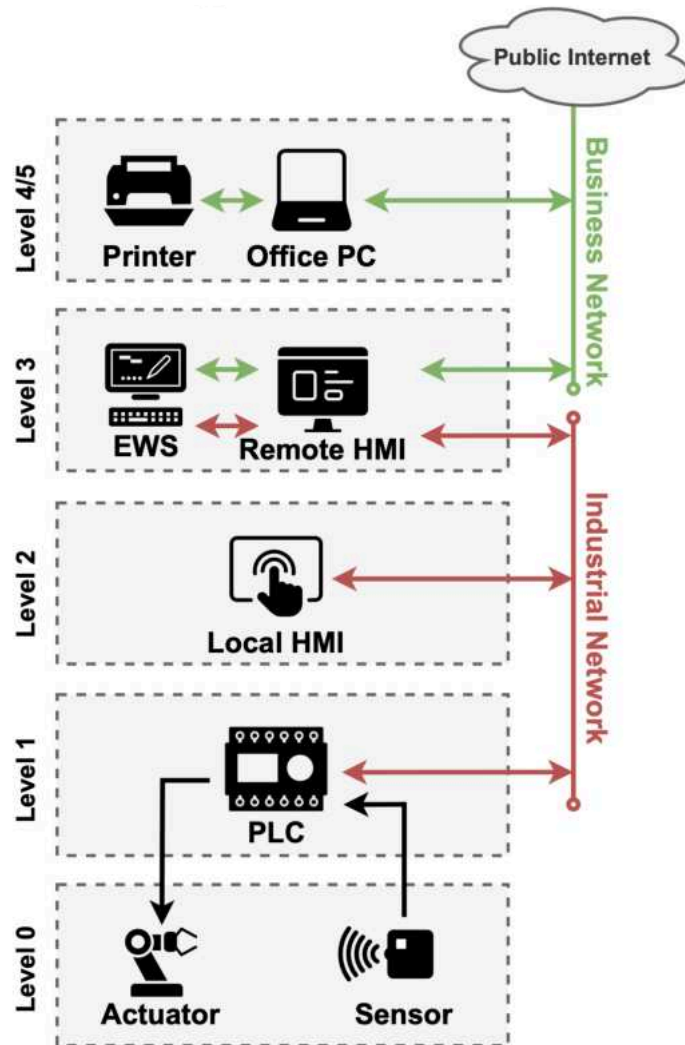 Public Internet
Business Network
Level 4/5
Printer
Office PC
Level 3
EWS
Remote HMI
Industrial Network
Level 2
Local HMI
Level 1
PLC
Level 0
Actuator
Sensor